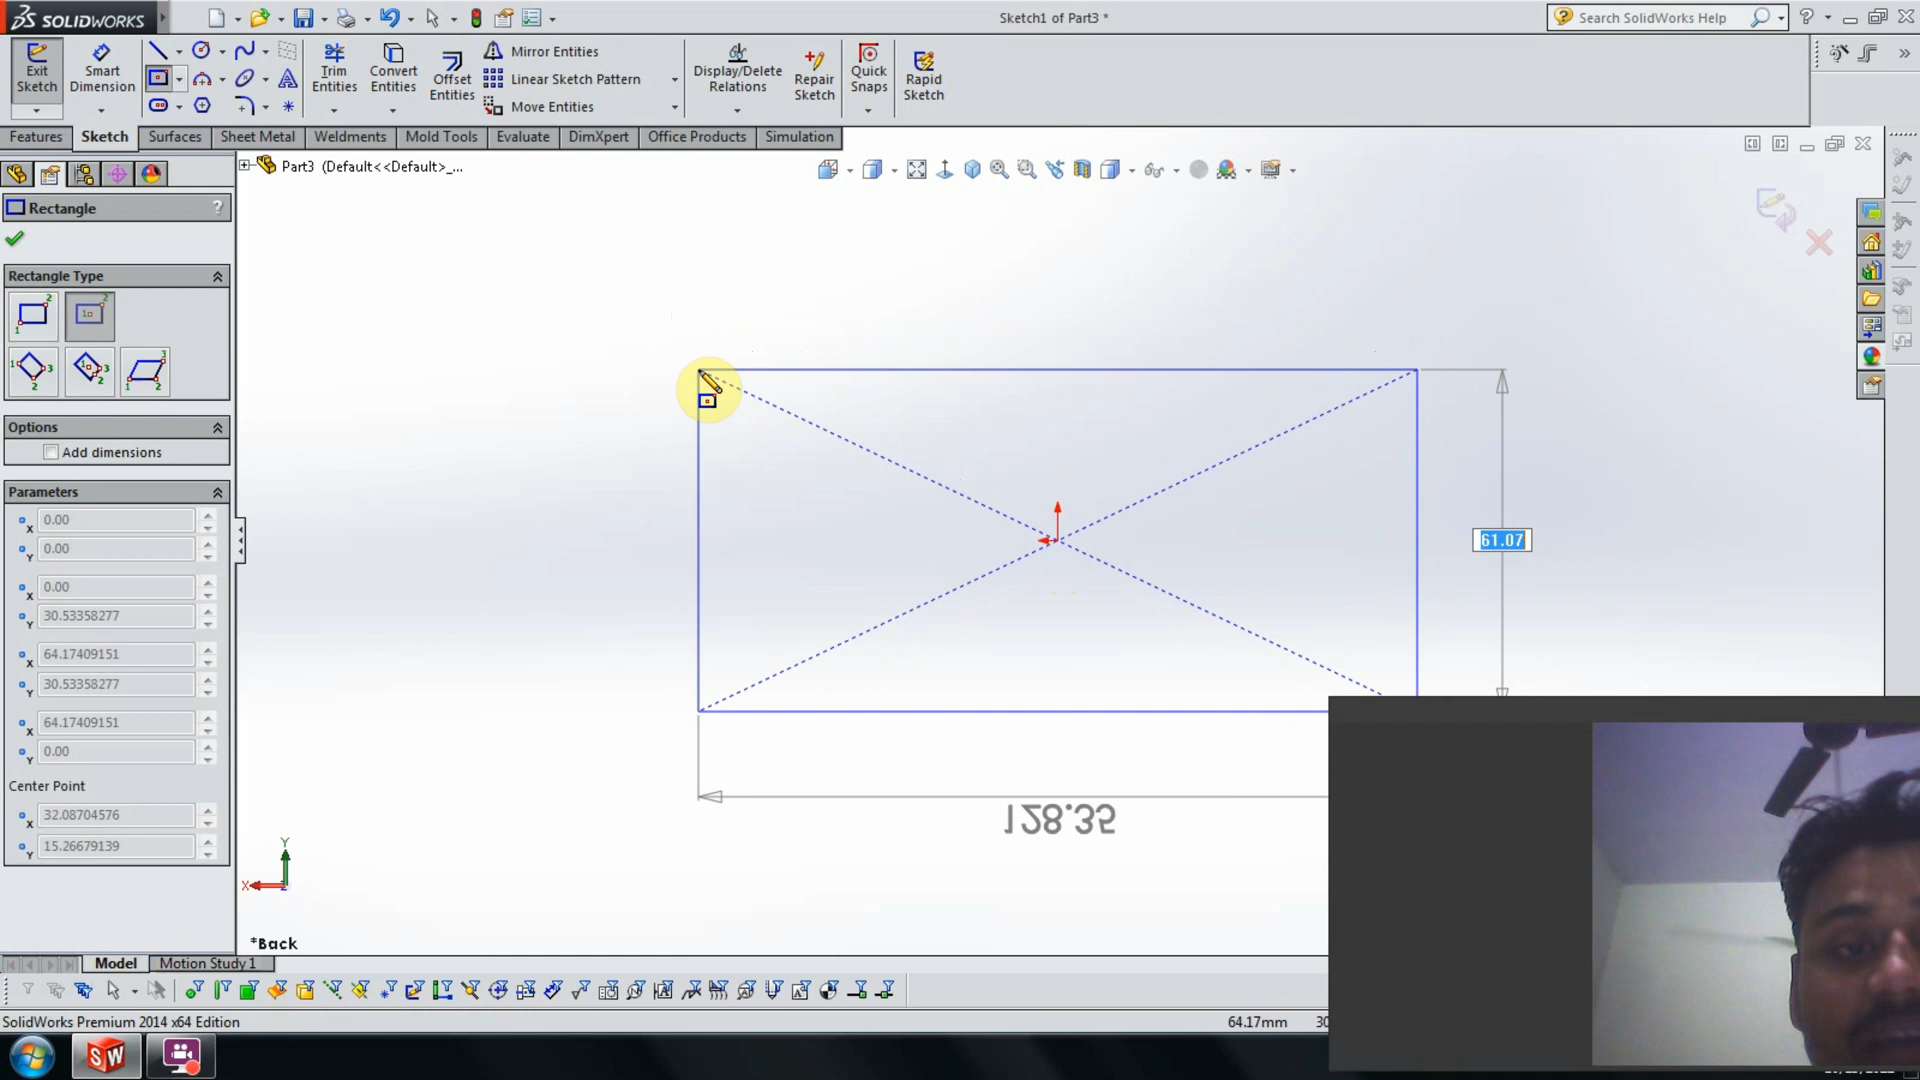 SOLIDWORKS
Sketch1 of Part3 *
Search SolidWorks Help
Exit Sketch
Smart Dimension
Trim Entities
Convert Entities
Offset Entities
Mirror Entities
Linear Sketch Pattern
Move Entities
Display/Delete Relations
Repair Sketch
Quick Snaps
Rapid Sketch
Features
Sketch
Surfaces
Sheet Metal
Weldments
Mold Tools
Evaluate
DimXpert
Office Products
Simulation
Part3 (Default<<Default>_...
Rectangle
?
Rectangle Type
Options
Add dimensions
Parameters
0.00
0.00
0.00
30.53358277
64.17409151
30.53358277
64.17409151
0.00
Center Point
32.08704576
15.26679139
61.07
128.35
Y
X
Z
*Back
Model
Motion Study 1
SolidWorks Premium 2014 x64 Edition
64.17mm